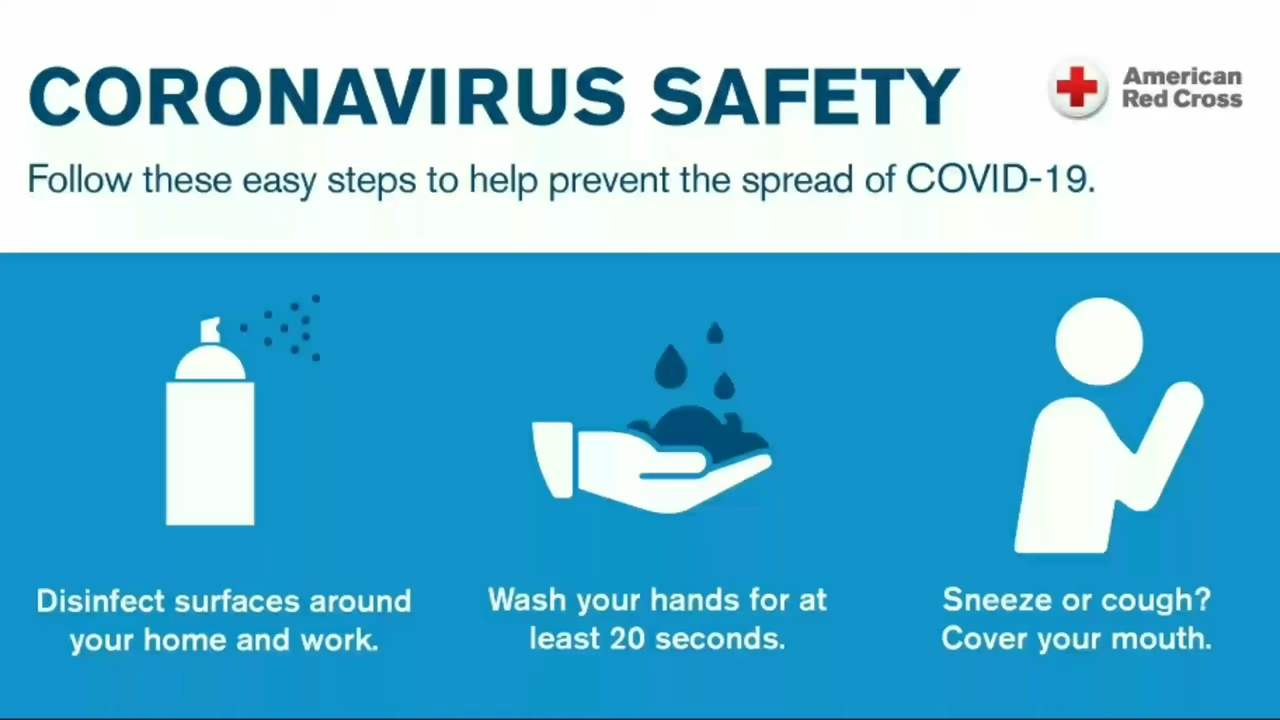 CORONAVIRUS SAFETY
American
Red Cross
Follow these easy steps to help prevent the spread of COVID-19.
Disinfect surfaces around
your home and work.
Wash your hands for at
least 20 seconds.
Sneeze or cough?
Cover your mouth.